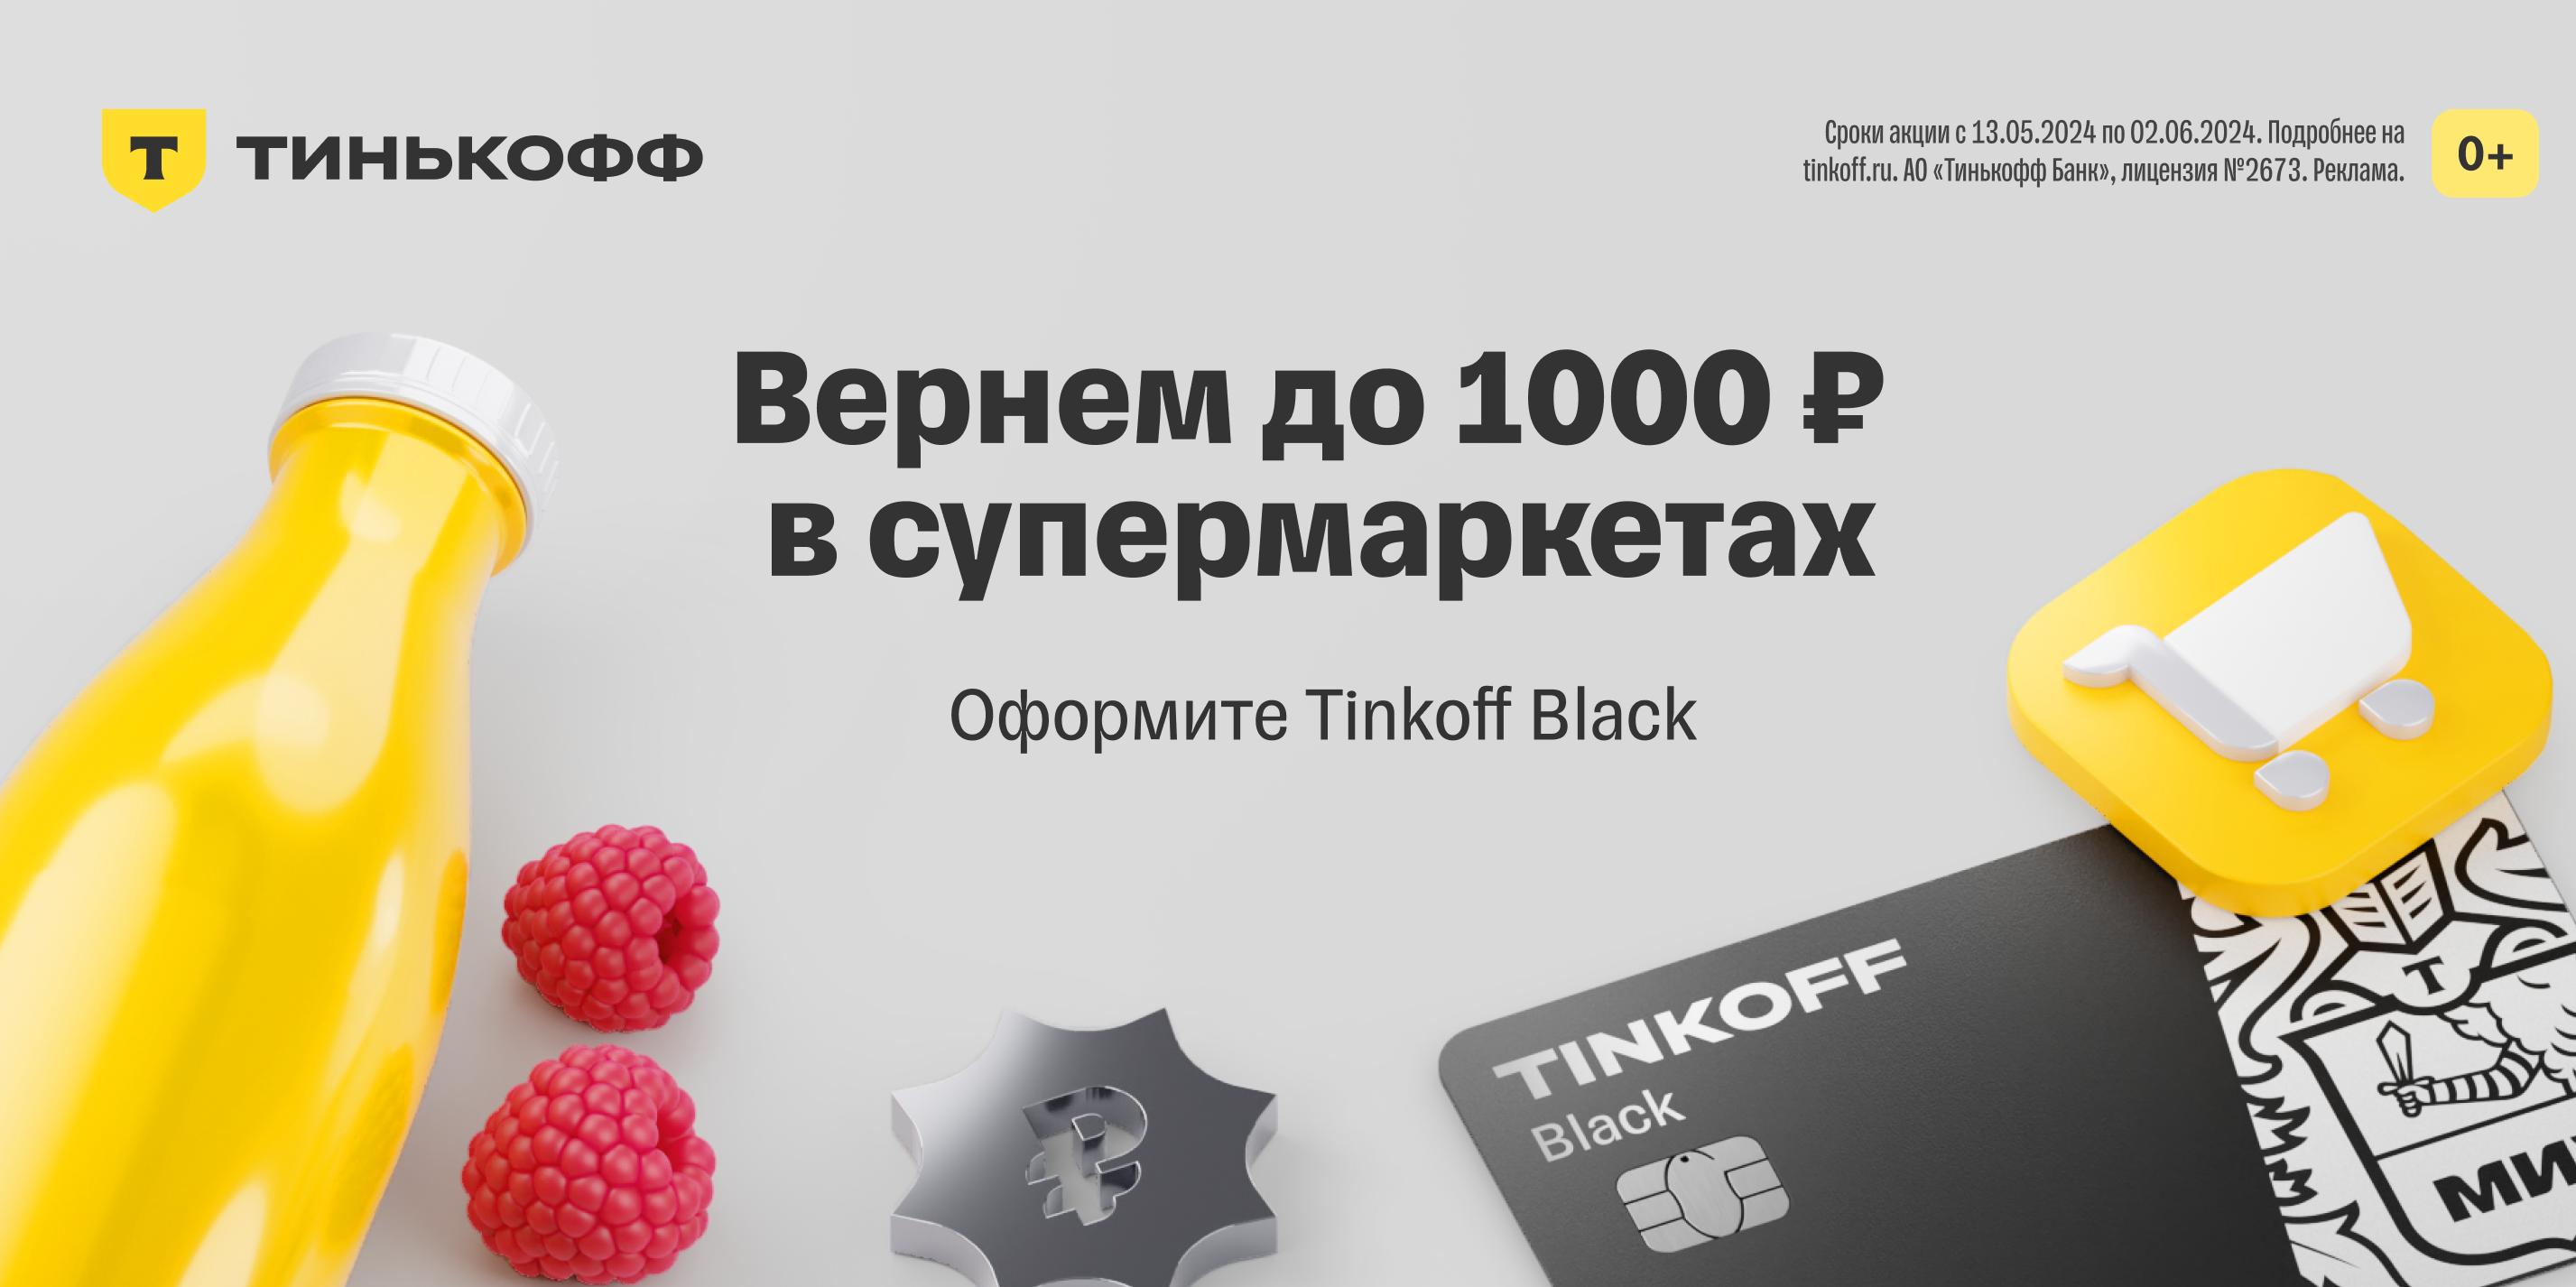 Т ТИНЬКОФФ
Сроки акции с 13.05.2024 по 02.06.2024. Подробнее на
tinkoff.ru. АО «Тинькофф Банк», лицензия №2673. Реклама.
0+
Вернем до 1000 ₽
в супермаркетах
Оформите Tinkoff Black
₽
TINKOFF
Black
Т